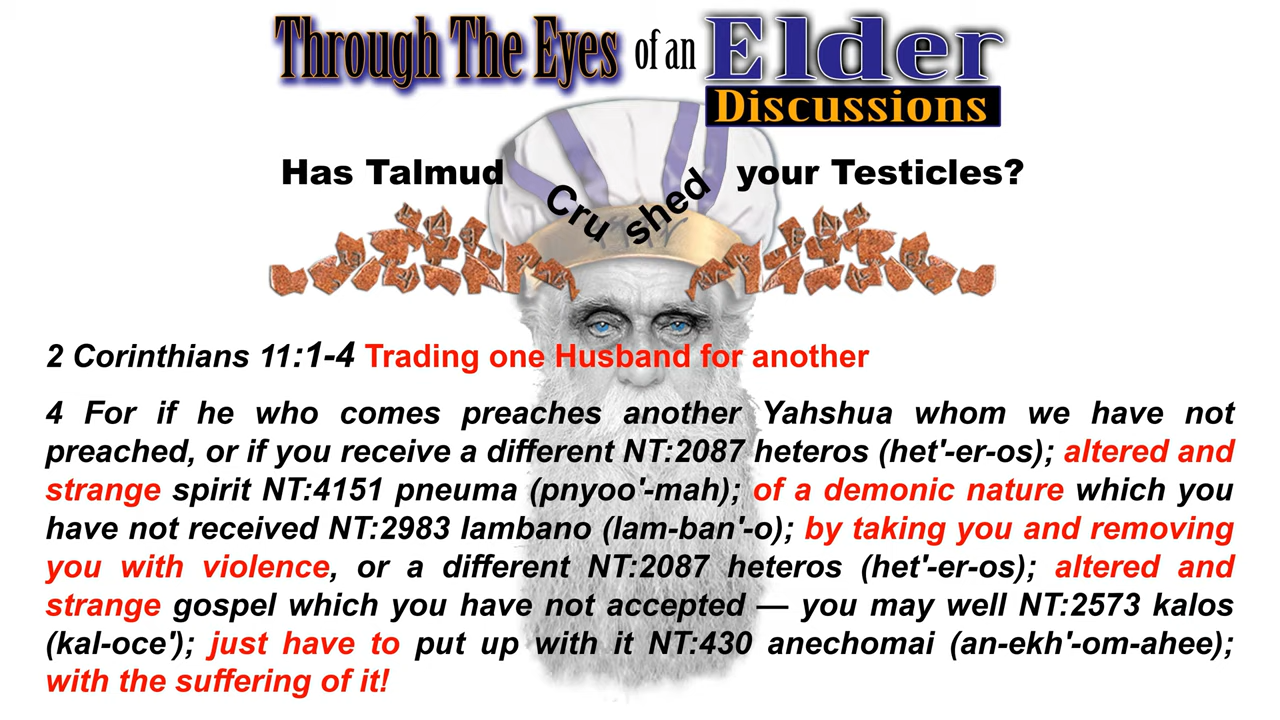 Through The Eyes of an Elder
Discussions
Has Talmud Crushed your Testicles?
2 Corinthians 11:1-4 Trading one Husband for another
4 For if he who comes preaches another Yahshua whom we have not
preached, or if you receive a different NT:2087 heteros (het'-er-os); altered and
strange spirit NT:4151 pneuma (pnyoo'-mah); of a demonic nature which you
have not received NT:2983 lambano (lam-ban'-o); by taking you and removing
you with violence, or a different NT:2087 heteros (het'-er-os); altered and
strange gospel which you have not accepted — you may well NT:2573 kalos
(kal-oce'); just have to put up with it NT:430 anechomai (an-ekh'-om-ahee);
with the suffering of it!